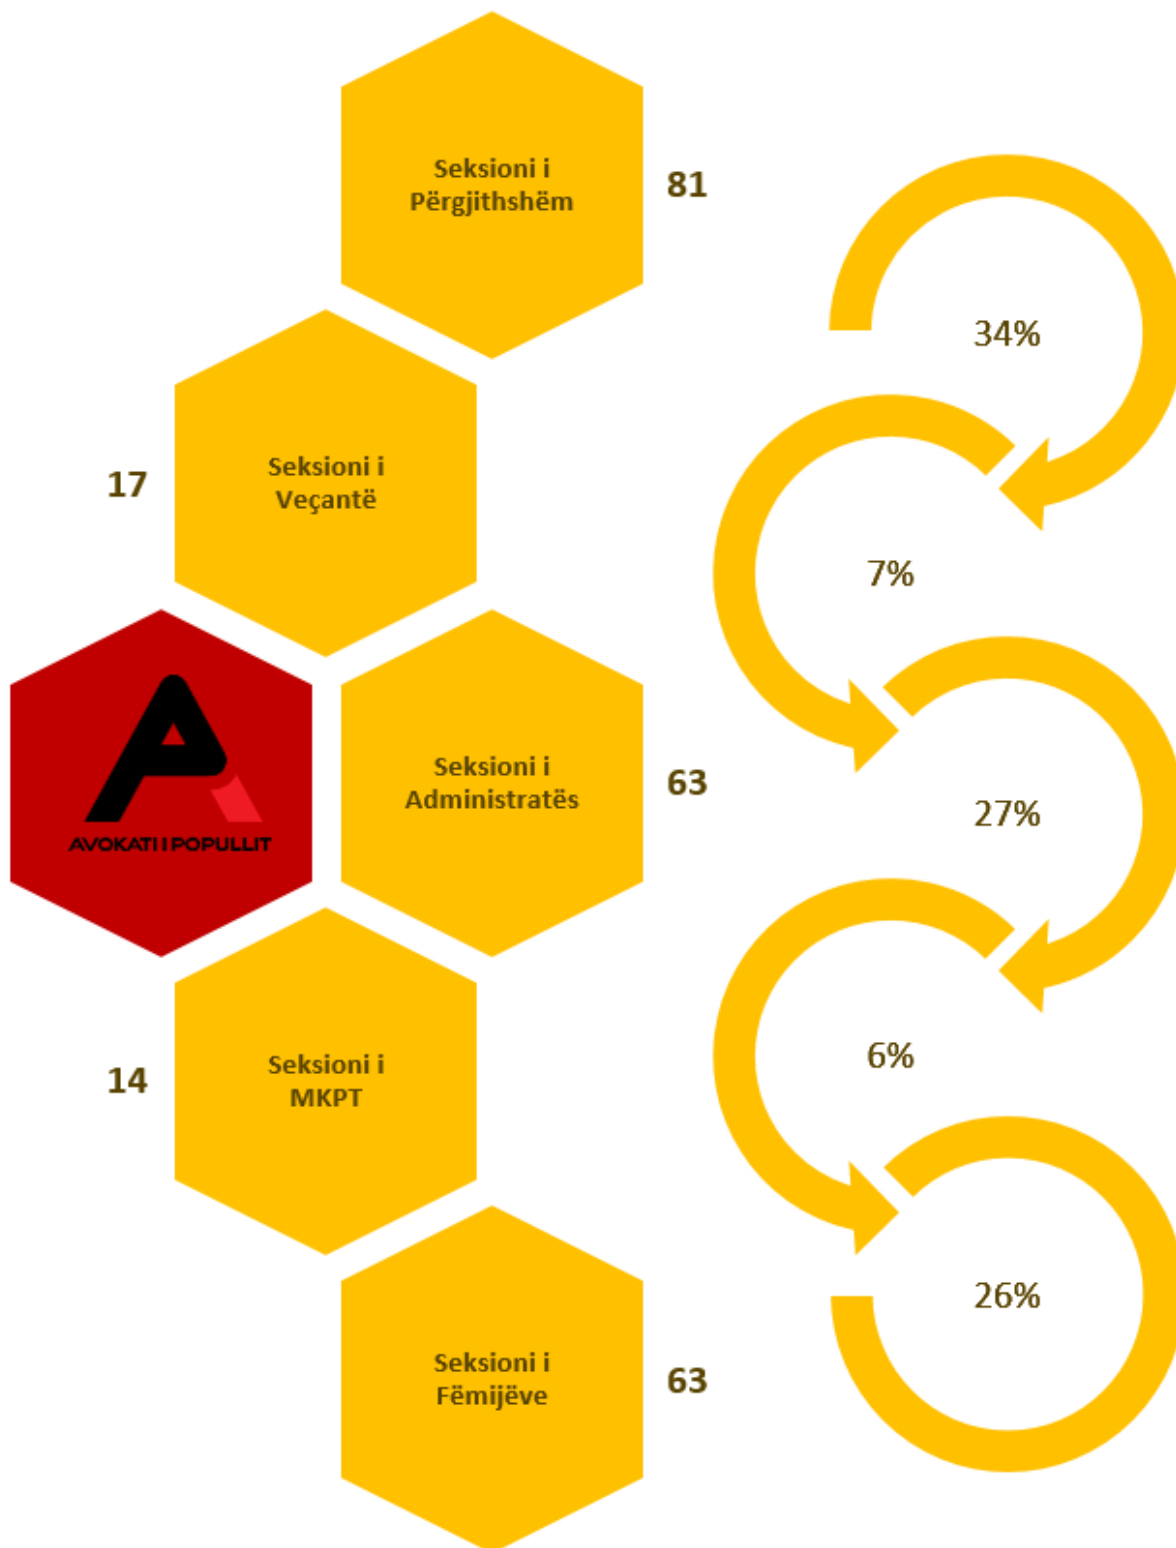 Seksioni i
Përgjithshëm
81
34%
Seksioni i
Veçantë
17
7%
AVOKATI I POPULLIT
Seksioni i
Administratës
63
27%
Seksioni i
MKPT
14
6%
Seksioni i
Fëmijëve
63
26%